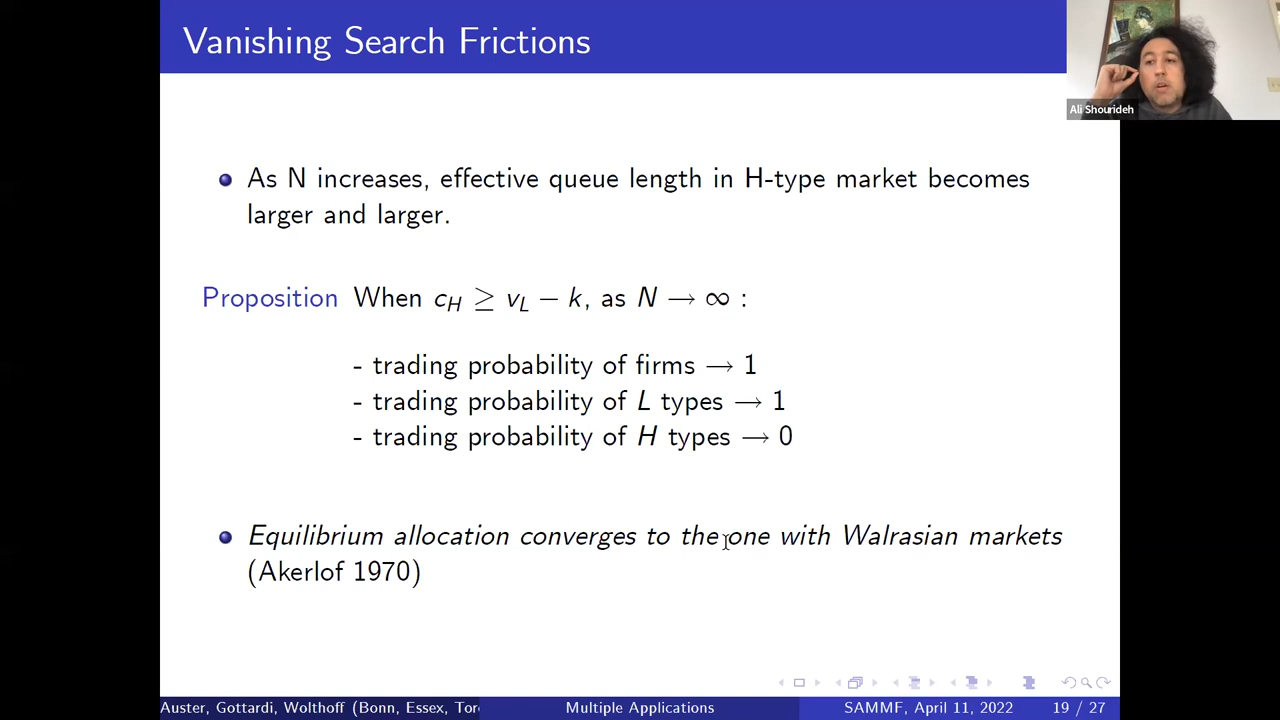 Vanishing Search Frictions
Ali Shourideh
As N increases, effective queue length in H-type market becomes
larger and larger.
Proposition When c_H ≥ v_L − k, as N → ∞ :
- trading probability of firms → 1
- trading probability of L types → 1
- trading probability of H types → 0
Equilibrium allocation converges to the one with Walrasian markets
(Akerlof 1970)
Auster, Gottardi, Wolthoff (Bonn, Essex, Tor
Multiple Applications
SAMMF, April 11, 2022
19 / 27